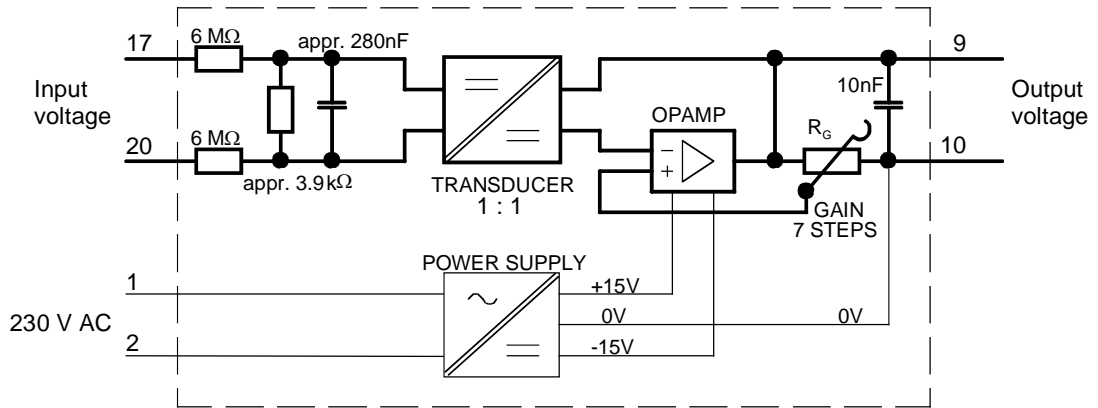 17
6 MΩ
appr. 280nF
9
Input
voltage
10nF
Output
voltage
OPAMP
RG
6 MΩ
20
−
+
10
appr. 3.9kΩ
TRANSDUCER
1 : 1
GAIN
7 STEPS
POWER SUPPLY
1
+15V
230 V AC
0V
0V
2
-15V